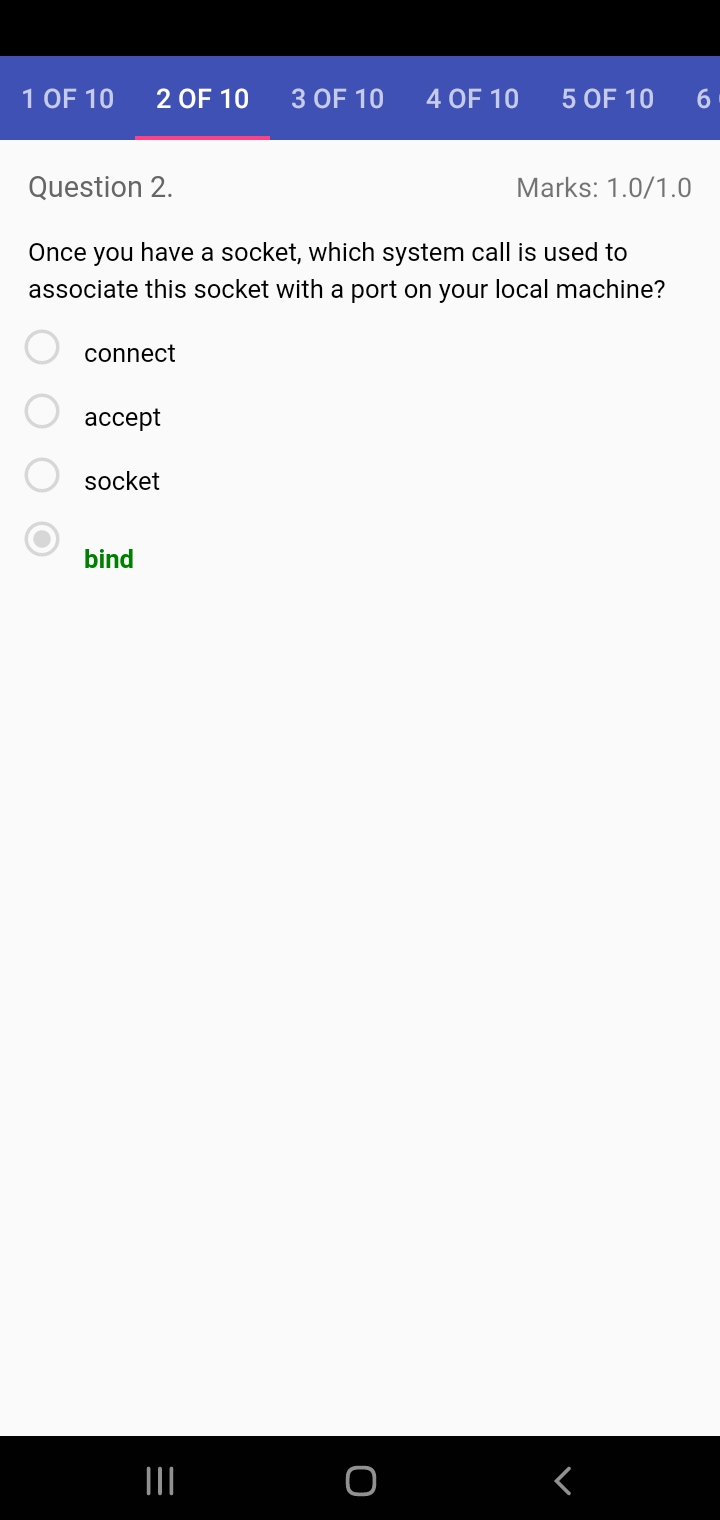 1 OF 10 2 OF 10 3 OF 10 4 OF 10 5 OF 10 6
Question 2. Marks: 1.0/1.0
Once you have a socket, which system call is used to
associate this socket with a port on your local machine?
connect
accept
socket
bind